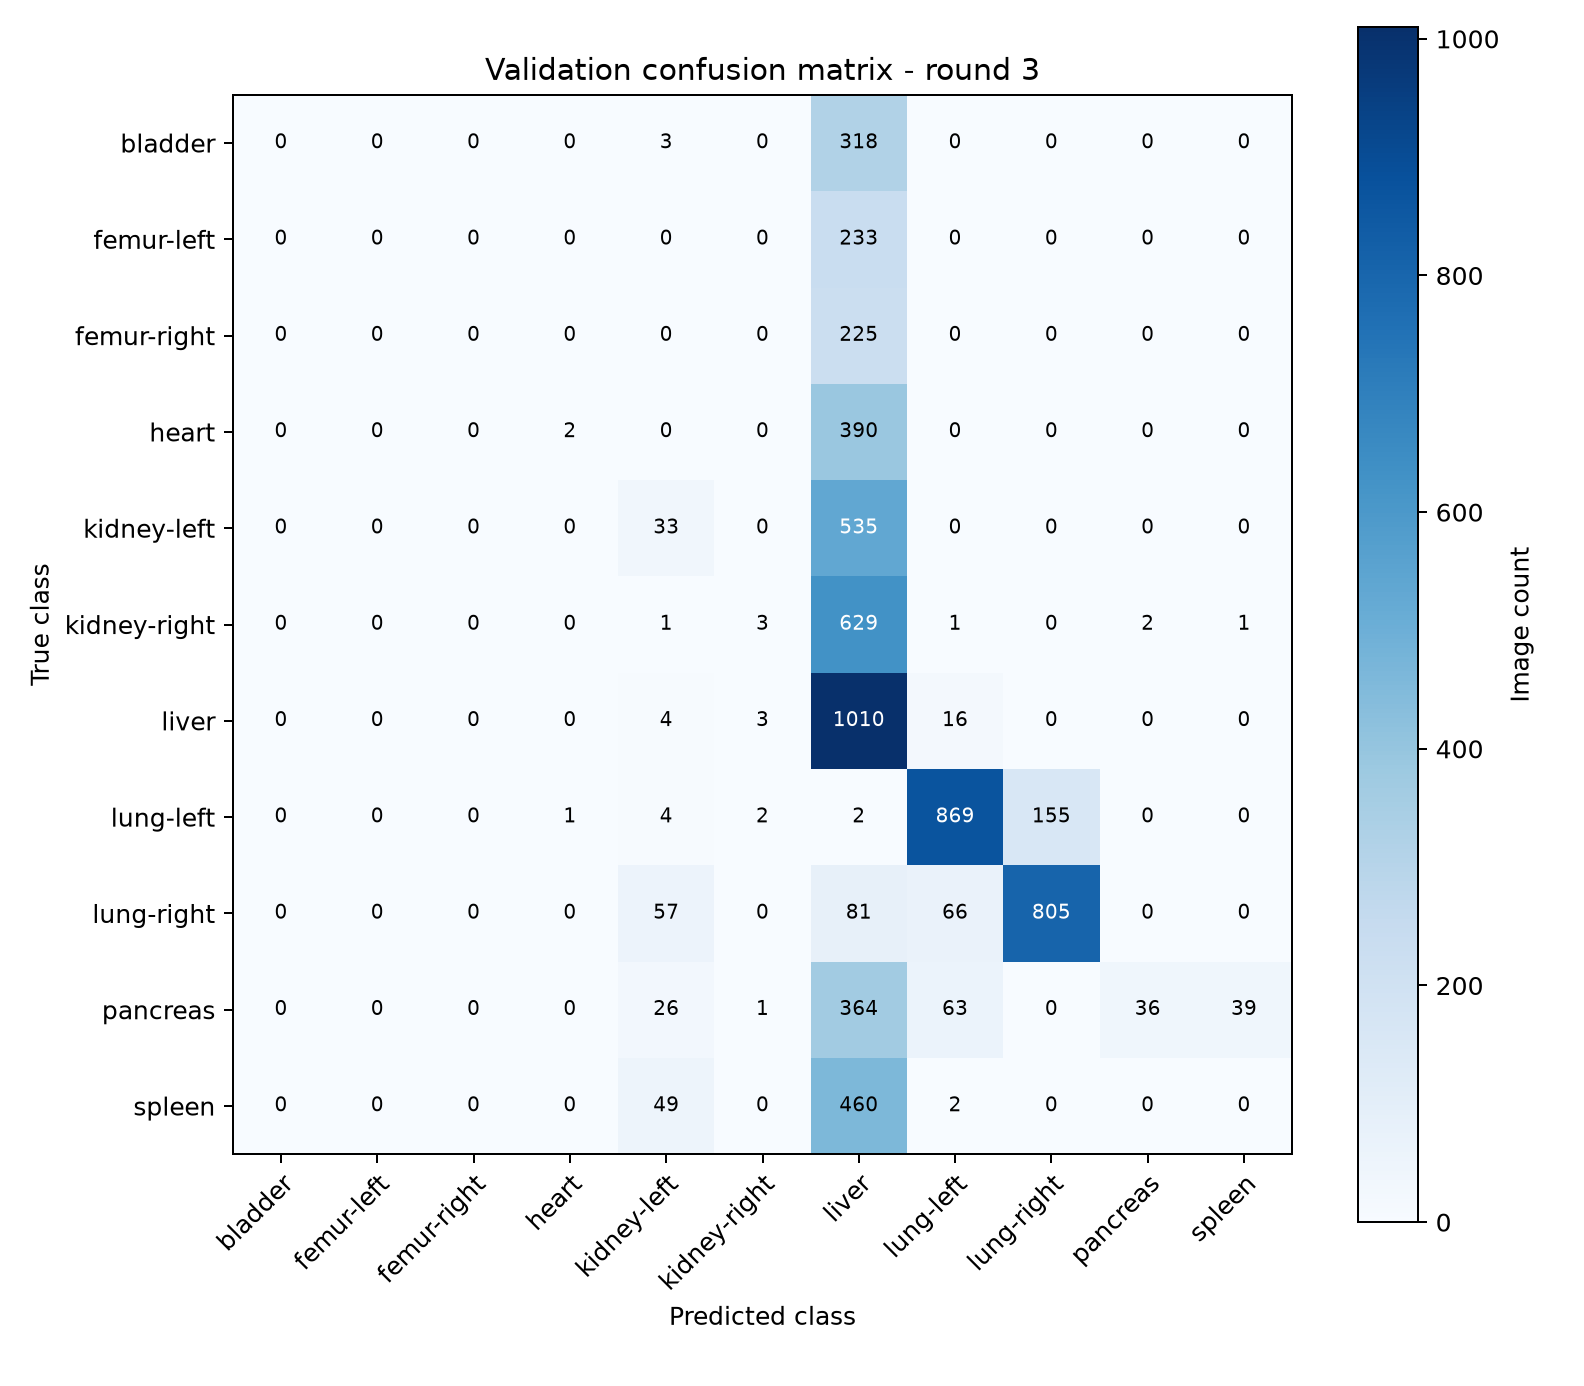 Validation confusion matrix - round 3
bladder 0 0 0 0 3 0 318 0 0 0 0
femur-left 0 0 0 0 0 0 233 0 0 0 0
femur-right 0 0 0 0 0 0 225 0 0 0 0
heart 0 0 0 2 0 0 390 0 0 0 0
kidney-left 0 0 0 0 33 0 535 0 0 0 0
kidney-right 0 0 0 0 1 3 629 1 0 2 1
liver 0 0 0 0 4 3 1010 16 0 0 0
lung-left 0 0 0 1 4 2 2 869 155 0 0
lung-right 0 0 0 0 57 0 81 66 805 0 0
pancreas 0 0 0 0 26 1 364 63 0 36 39
spleen 0 0 0 0 49 0 460 2 0 0 0
bladder femur-left femur-right heart kidney-left kidney-right liver lung-left lung-right pancreas spleen
Predicted class
True class
1000
800
600
400
200
0
Image count